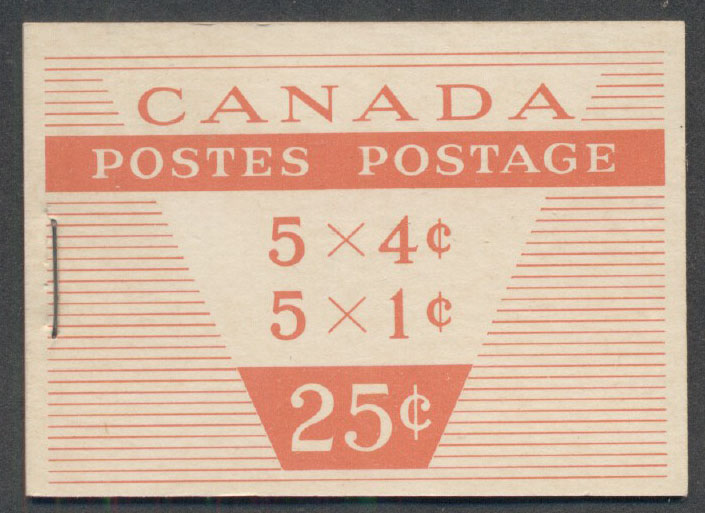 CANADA
POSTES POSTAGE
5 × 4¢
5 × 1¢
25¢